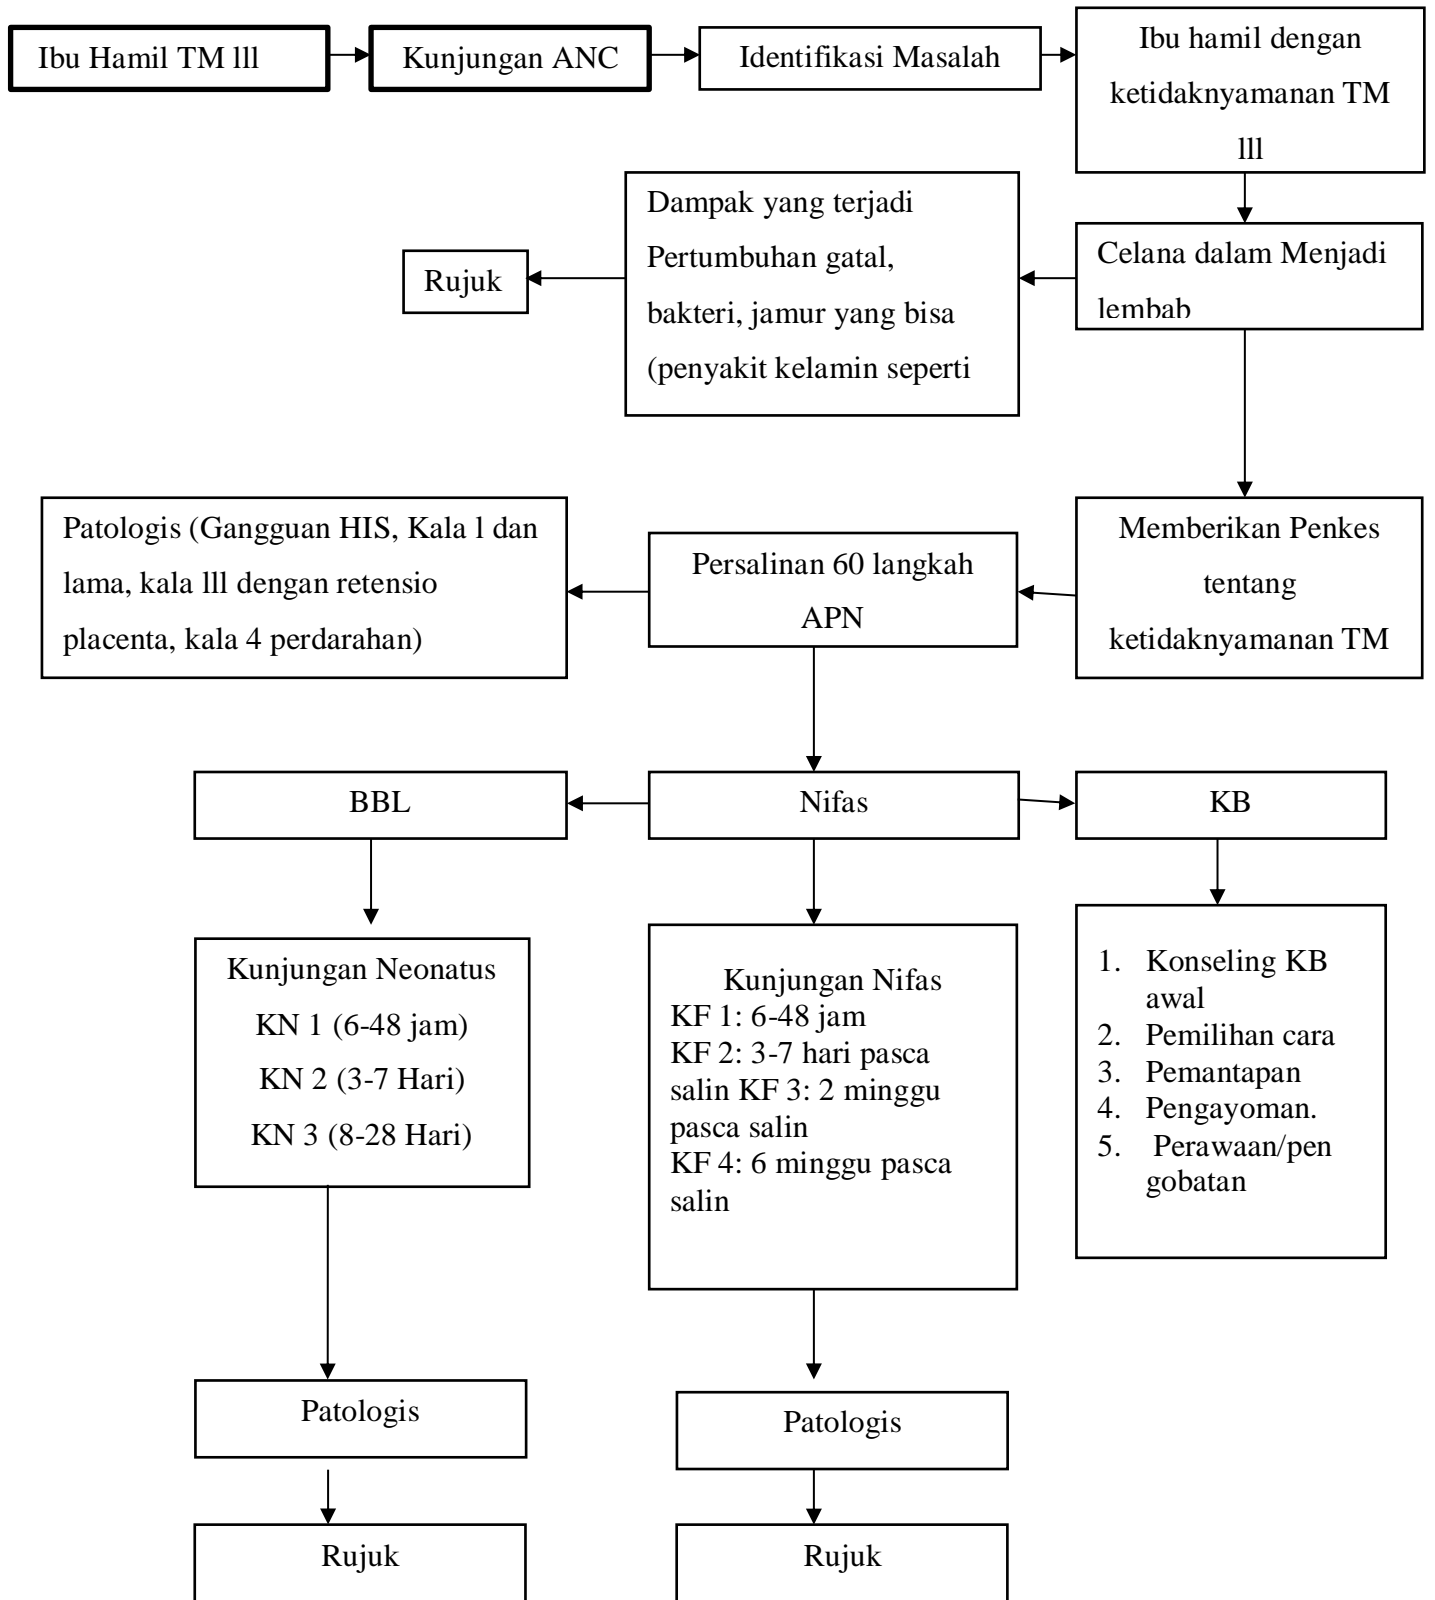 Ibu Hamil TM lll
Kunjungan ANC
Identifikasi Masalah
Ibu hamil dengan
ketidaknyamanan TM
lll
Dampak yang terjadi
Pertumbuhan gatal,
bakteri, jamur yang bisa
(penyakit kelamin seperti
Rujuk
Celana dalam Menjadi
lembab
Patologis (Gangguan HIS, Kala l dan
lama, kala lll dengan retensio
placenta, kala 4 perdarahan)
Persalinan 60 langkah
APN
Memberikan Penkes
tentang
ketidaknyamanan TM
BBL
Nifas
KB
Kunjungan Neonatus
KN 1 (6-48 jam)
KN 2 (3-7 Hari)
KN 3 (8-28 Hari)
Kunjungan Nifas
KF 1: 6-48 jam
KF 2: 3-7 hari pasca
salin KF 3: 2 minggu
pasca salin
KF 4: 6 minggu pasca
salin
1. Konseling KB
awal
2. Pemilihan cara
3. Pemantapan
4. Pengayoman.
5. Perawaan/pen
gobatan
Patologis
Patologis
Rujuk
Rujuk